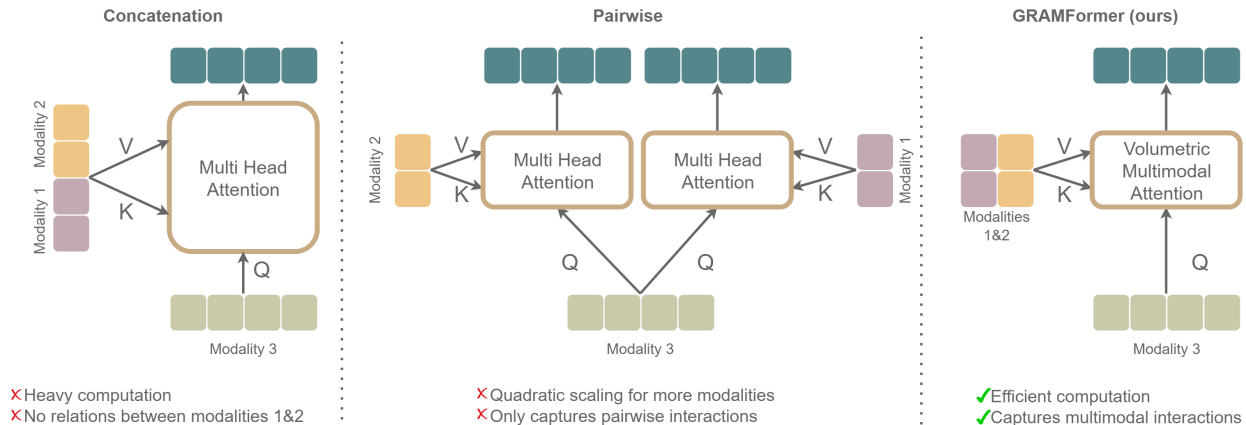 Concatenation
Modality 2
Modality 1
V
K
Multi Head
Attention
Q
Modality 3
✗ Heavy computation
✗ No relations between modalities 1&2
Pairwise
Modality 2
V
K
Multi Head
Attention
Multi Head
Attention
V
K
Modality 1
Q
Q
Modality 3
✗ Quadratic scaling for more modalities
✗ Only captures pairwise interactions
GRAMFormer (ours)
Modalities
1&2
V
K
Volumetric
Multimodal
Attention
Q
Modality 3
✓ Efficient computation
✓ Captures multimodal interactions